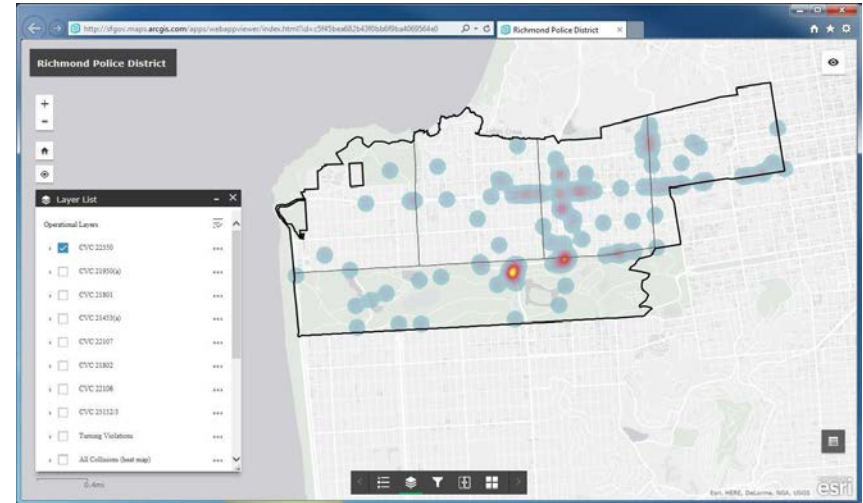 http://sfgov.maps.arcgis.com/apps/webappviewer/index.html?id=c5f45bea682b43f0bb6f9ba4069564e0
Richmond Police District
Richmond Police District
+
-
Layer List
Operational Layers
CVC 22350
CVC 21950(a)
CVC 21801
CVC 21453(a)
CVC 22107
CVC 21802
CVC 22106
CVC 23152/3
Turning Violations
All Collisions (heat map)
0.4mi
Esri, HERE, DeLorme, NGA, USGS
esri